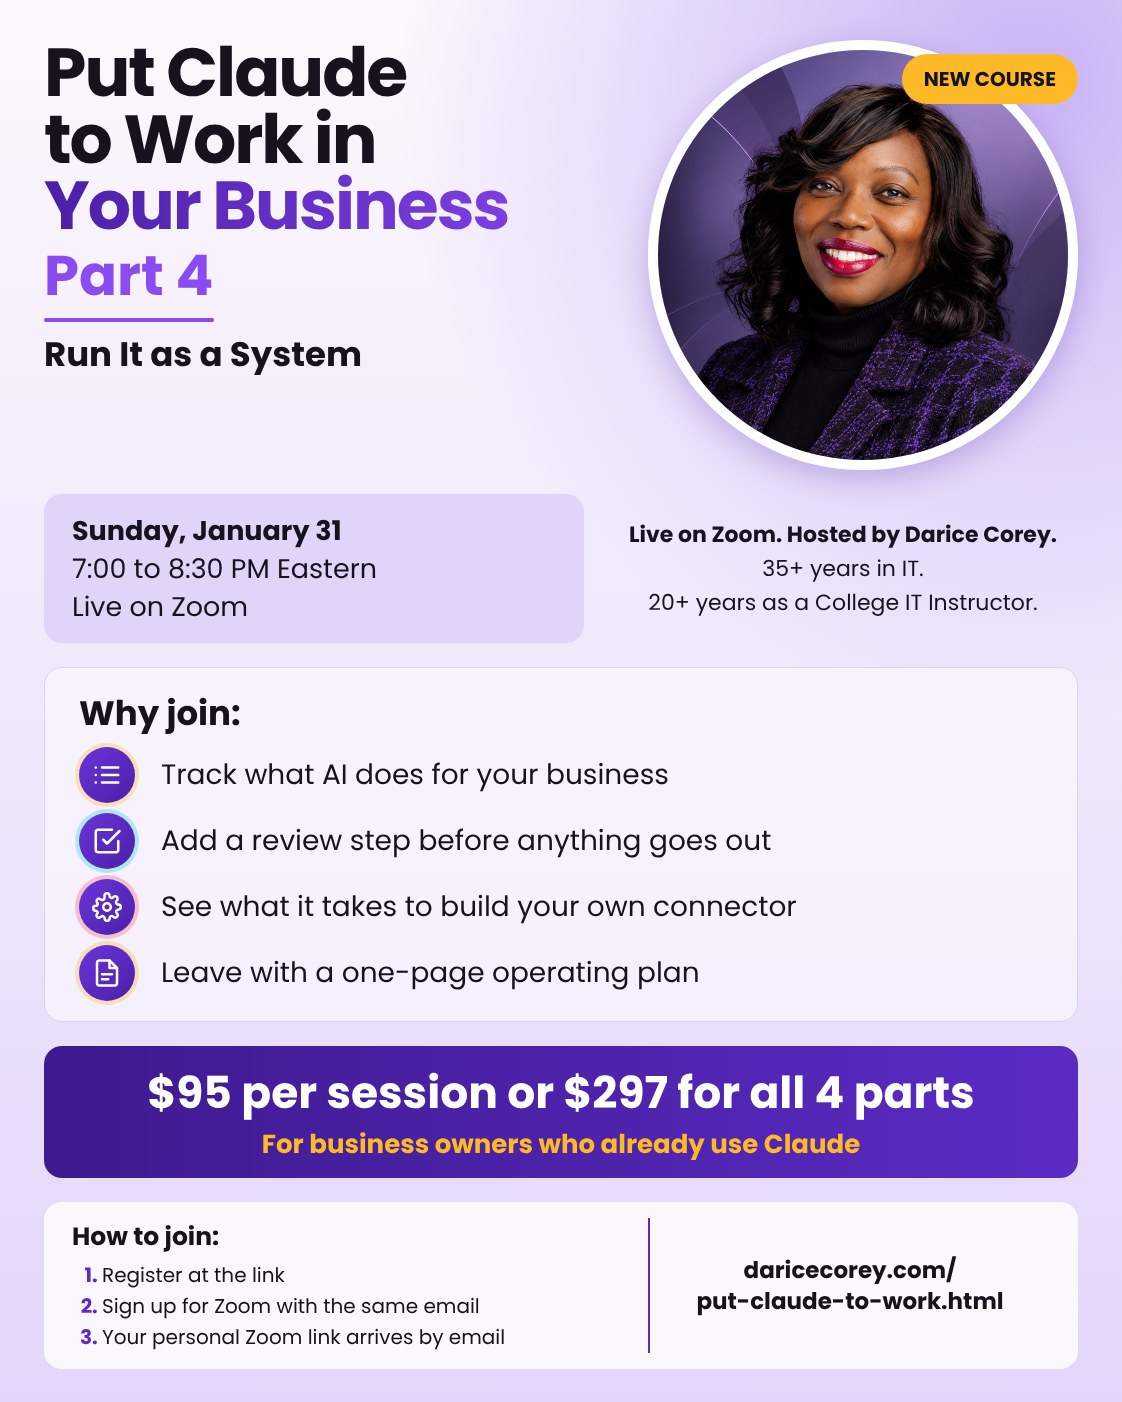 Put Claude
to Work in
Your Business
Part 4
Run It as a System
NEW COURSE
Sunday, January 31
7:00 to 8:30 PM Eastern
Live on Zoom
Live on Zoom. Hosted by Darice Corey.
35+ years in IT.
20+ years as a College IT Instructor.
Why join:
Track what AI does for your business
Add a review step before anything goes out
See what it takes to build your own connector
Leave with a one-page operating plan
$95 per session or $297 for all 4 parts
For business owners who already use Claude
How to join:
1. Register at the link
2. Sign up for Zoom with the same email
3. Your personal Zoom link arrives by email
daricecorey.com/
put-claude-to-work.html